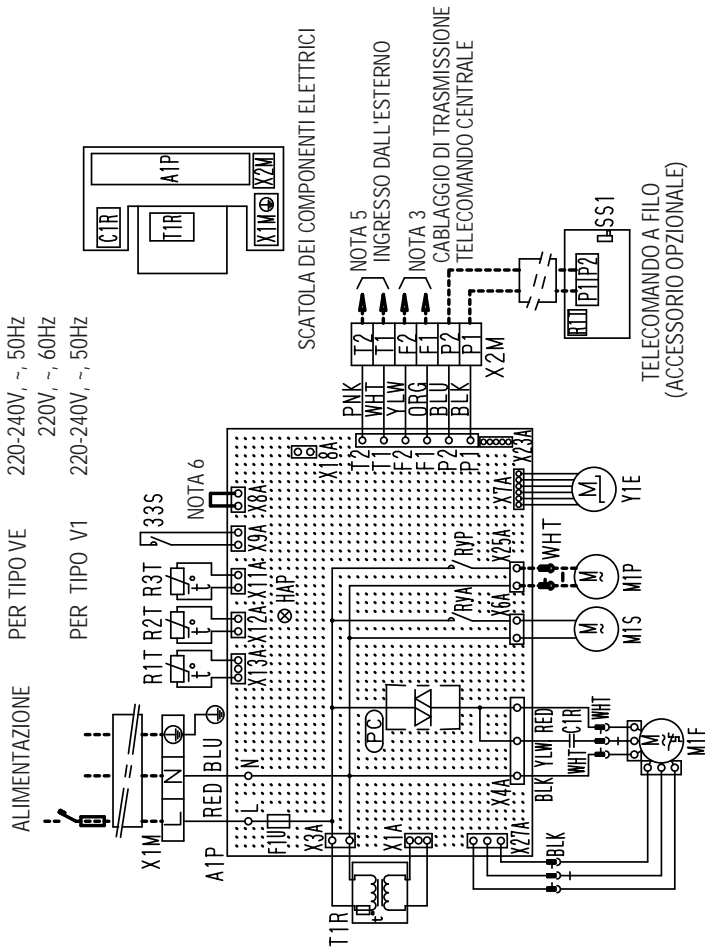 ALIMENTAZIONE
PER TIPO VE 220-240V, ~, 50Hz
220V, ~, 60Hz
PER TIPO V1 220-240V, ~, 50Hz
C1R
T1R
A1P
X1M
X2M
SCATOLA DEI COMPONENTI ELETTRICI
X1M
L
N
A1P
RED
BLU
L
N
F1U
R1T
R2T
R3T
t
t
t
33S
NOTA 6
X13A
X12A
X11A
X9A
X8A
HAP
X18A
X3A
X1A
X27A
T1R
t
PC
RyA
RyP
X4A
X6A
X25A
X7A
X23A
T2
T1
F2
F1
P2
P1
PNK
WHT
YLW
ORG
BLU
BLK
T2
T1
F2
F1
P2
P1
X2M
NOTA 5
INGRESSO DALL'ESTERNO
NOTA 3
CABLAGGIO DI TRASMISSIONE
TELECOMANDO CENTRALE
R1T
P1
P2
SS1
TELECOMANDO A FILO
(ACCESSORIO OPZIONALE)
BLK
YLW
RED
WHT
C1R
WHT
BLK
M~
M1F
M~
M1S
WHT
M~
M1P
M
Y1E